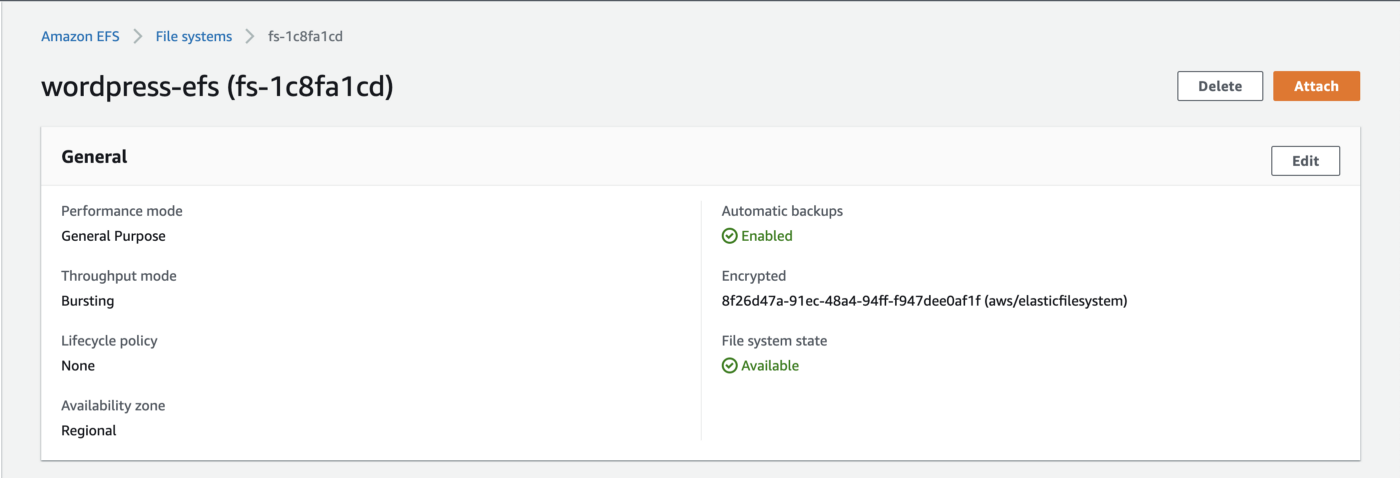 Amazon EFS > File systems > fs-1c8fa1cd
wordpress-efs (fs-1c8fa1cd)
Delete
Attach
General
Edit
Performance mode
General Purpose
Throughput mode
Bursting
Lifecycle policy
None
Availability zone
Regional
Automatic backups
Enabled
Encrypted
8f26d47a-91ec-48a4-94ff-f947dee0af1f (aws/elasticfilesystem)
File system state
Available